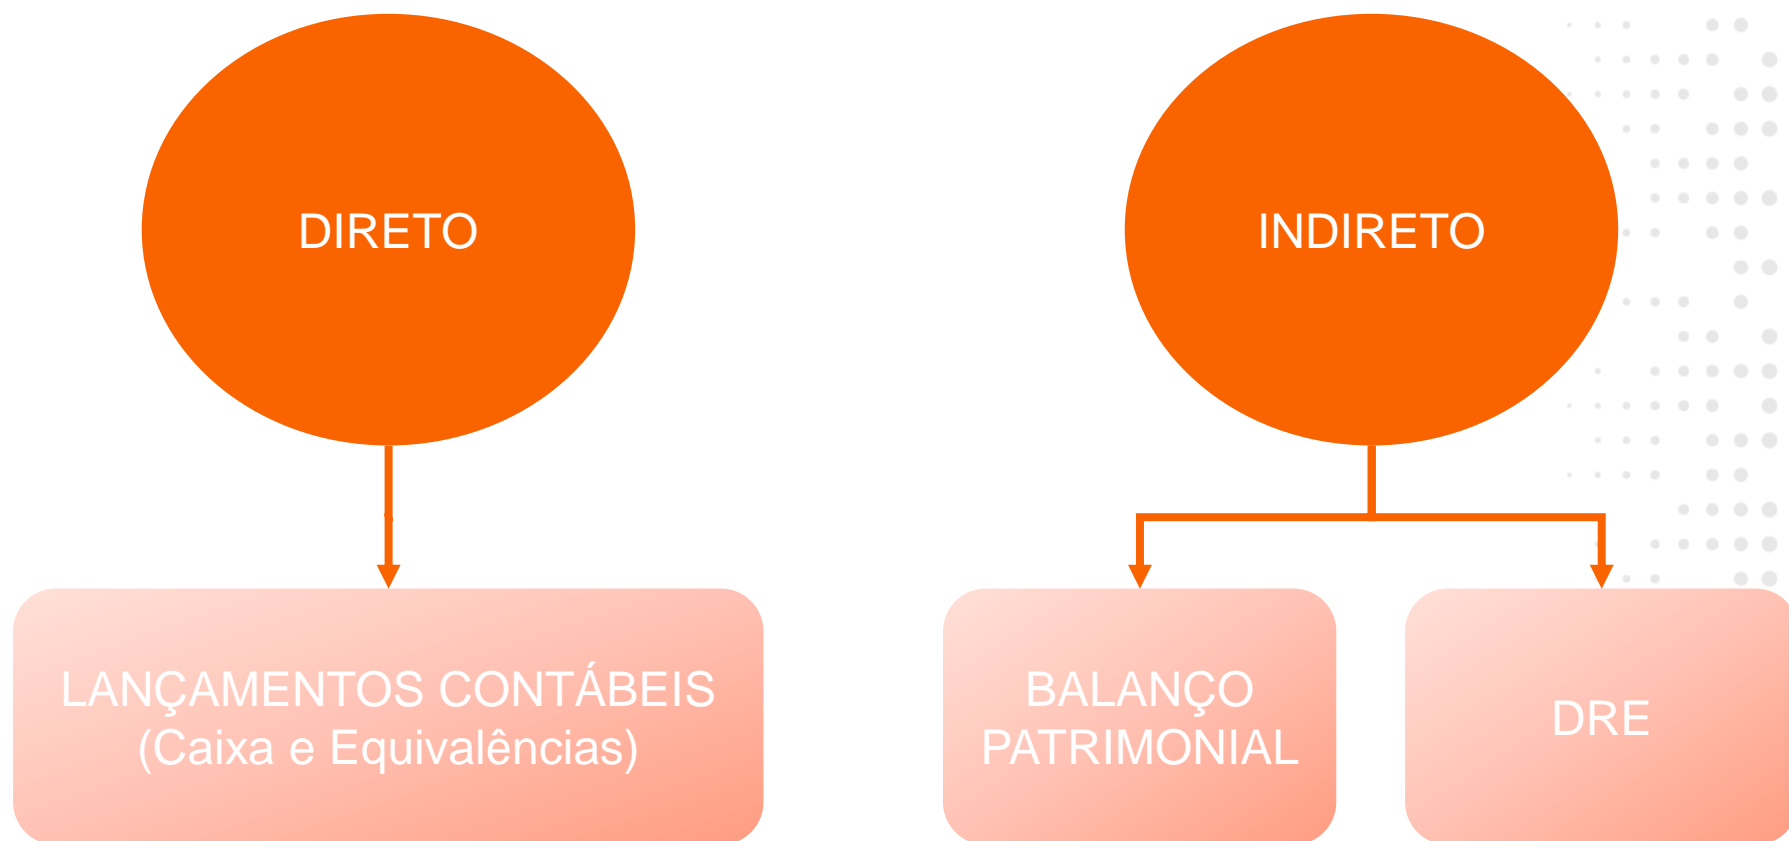 DIRETO
INDIRETO
LANÇAMENTOS CONTÁBEIS
(Caixa e Equivalências)
BALANÇO
PATRIMONIAL
DRE